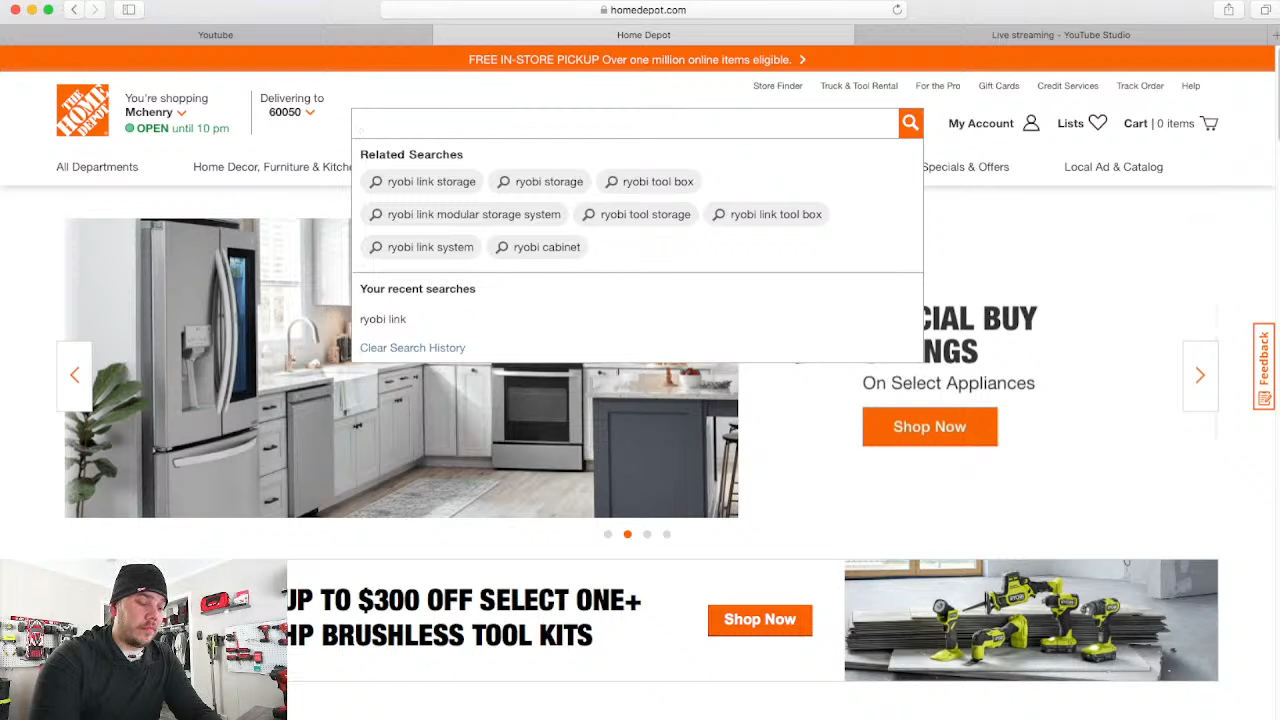 homedepot.com
Youtube
Home Depot
Live streaming - YouTube Studio
FREE IN-STORE PICKUP Over one million online items eligible.
Store Finder
Truck & Tool Rental
For the Pro
Gift Cards
Credit Services
Track Order
Help
THE HOME DEPOT
You're shopping
Mchenry
OPEN until 10 pm
Delivering to
60050
My Account
Lists
Cart | 0 items
All Departments
Home Decor, Furniture & Kitche
Specials & Offers
Local Ad & Catalog
Related Searches
ryobi link storage
ryobi storage
ryobi tool box
ryobi link modular storage system
ryobi tool storage
ryobi link tool box
ryobi link system
ryobi cabinet
Your recent searches
ryobi link
Clear Search History
CIAL BUY
NGS
On Select Appliances
Shop Now
Feedback
UP TO $300 OFF SELECT ONE+
HP BRUSHLESS TOOL KITS
Shop Now